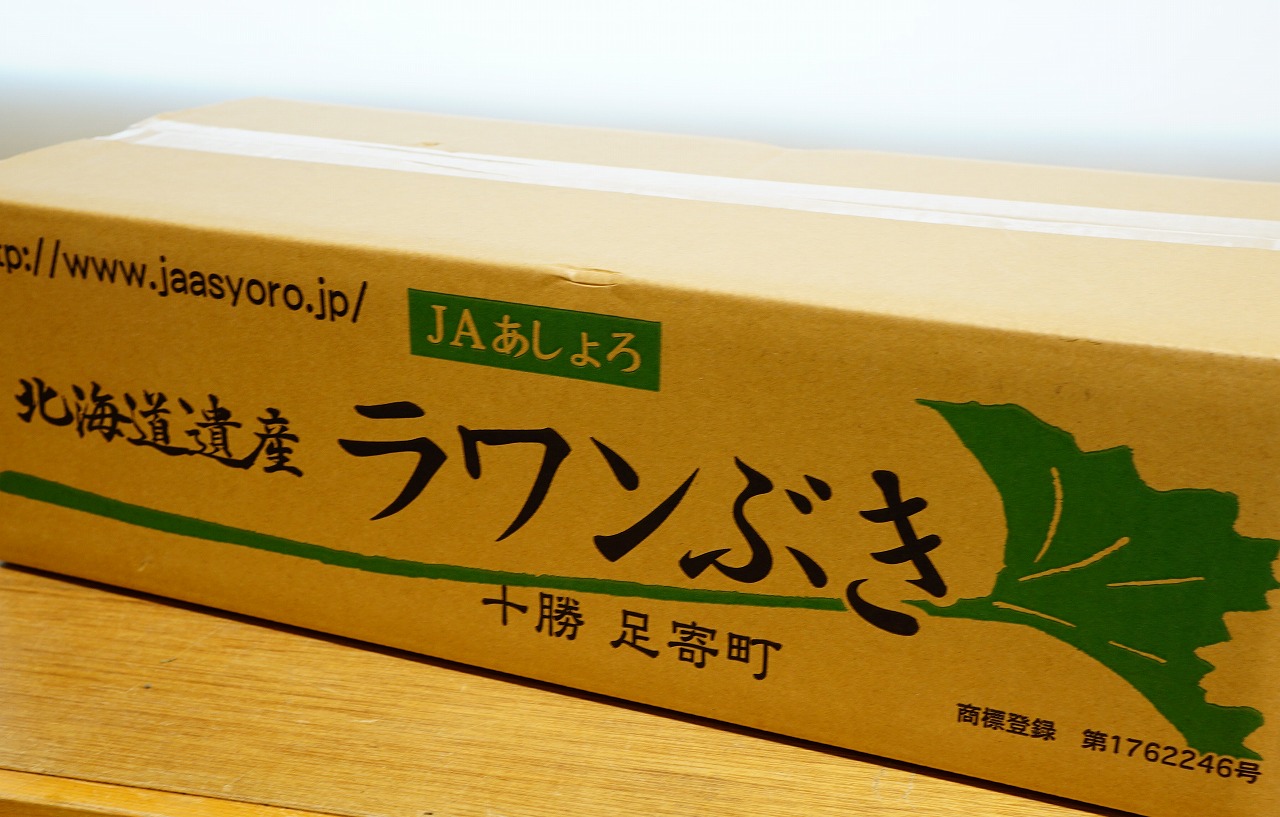 tp://www.jaasyoro.jp/
JAあしょろ
北海道遺産 ラワンぶき
十勝 足寄町
商標登録 第1762246号